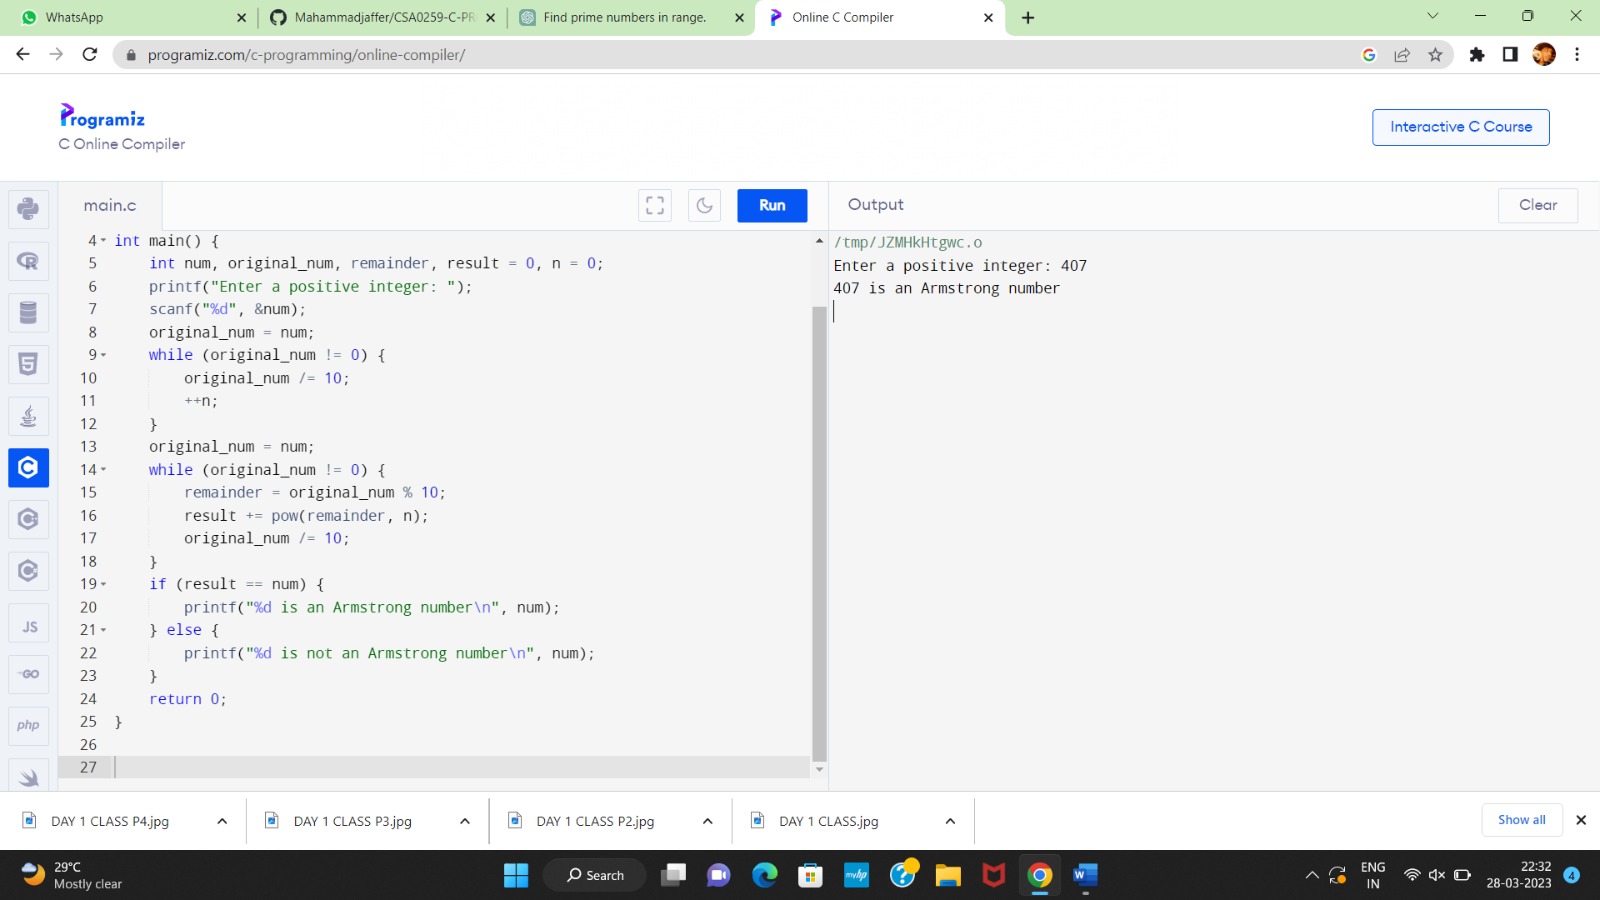 WhatsApp
Mahammadjaffer/CSA0259-C-PR
Find prime numbers in range.
Online C Compiler
programiz.com/c-programming/online-compiler/
Programiz
C Online Compiler
Interactive C Course
main.c
Run
Output
Clear
4 int main() {
5 int num, original_num, remainder, result = 0, n = 0;
6 printf("Enter a positive integer: ");
7 scanf("%d", &num);
8 original_num = num;
9 while (original_num != 0) {
10 original_num /= 10;
11 ++n;
12 }
13 original_num = num;
14 while (original_num != 0) {
15 remainder = original_num % 10;
16 result += pow(remainder, n);
17 original_num /= 10;
18 }
19 if (result == num) {
20 printf("%d is an Armstrong number\n", num);
21 } else {
22 printf("%d is not an Armstrong number\n", num);
23 }
24 return 0;
25 }
26
27
/tmp/JZMHkHtgwc.o
Enter a positive integer: 407
407 is an Armstrong number
JS
GO
php
DAY 1 CLASS P4.jpg
DAY 1 CLASS P3.jpg
DAY 1 CLASS P2.jpg
DAY 1 CLASS.jpg
Show all
29°C
Mostly clear
Search
myhp
ENG
IN
22:32
28-03-2023
4